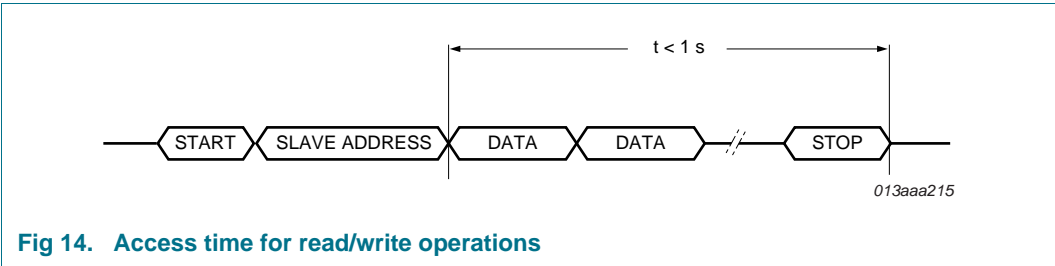 t < 1 s
START SLAVE ADDRESS DATA DATA STOP
013aaa215
Fig 14. Access time for read/write operations